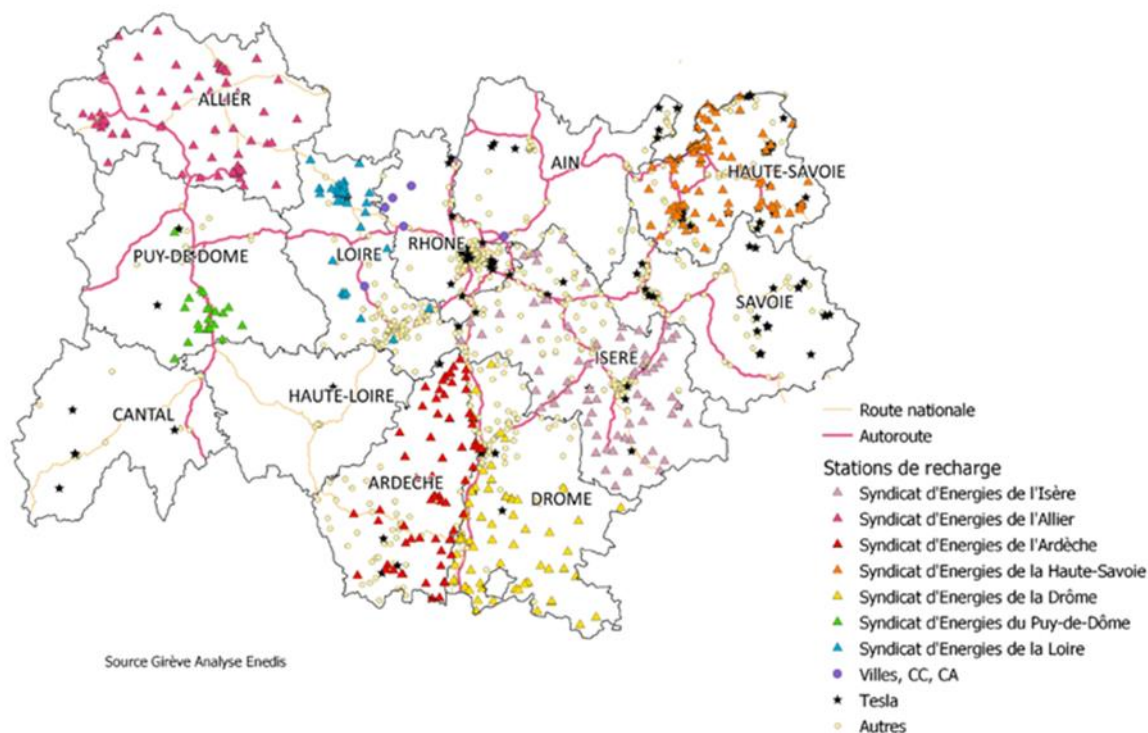 ALLIER
AIN
HAUTE-SAVOIE
PUY-DE-DOME
LOIRE
RHONE
SAVOIE
ISERE
HAUTE-LOIRE
CANTAL
ARDECHE
DROME
Route nationale
Autoroute
Stations de recharge
Syndicat d'Energies de l'Isère
Syndicat d'Energies de l'Allier
Syndicat d'Energies de l'Ardèche
Syndicat d'Energies de la Haute-Savoie
Syndicat d'Energies de la Drôme
Syndicat d'Energies du Puy-de-Dôme
Syndicat d'Energies de la Loire
Villes, CC, CA
Tesla
Autres
Source Girève Analyse Enedis